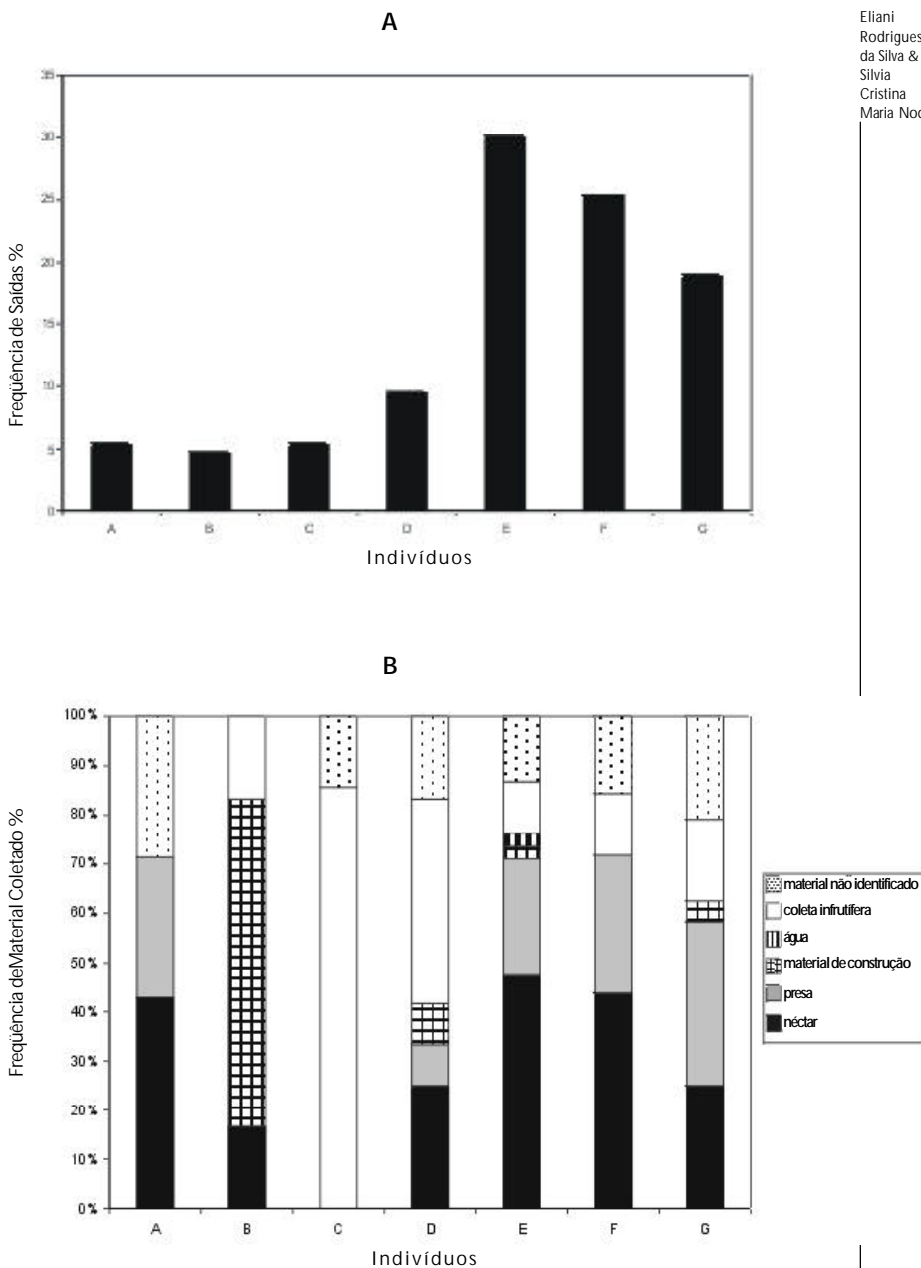 A
Eliani
Rodrigues
da Silva &
Silvia
Cristina
Maria
Freqüência de Saídas %
35
30
25
20
15
10
5
0
A B C D E F G
Indivíduos
B
Freqüência deMaterial Coletado %
100%
90%
80%
70%
60%
50%
40%
30%
20%
10%
0%
A B C D E F G
Indivíduos
material não identificado
coleta infrutífera
água
material de construção
presa
néctar